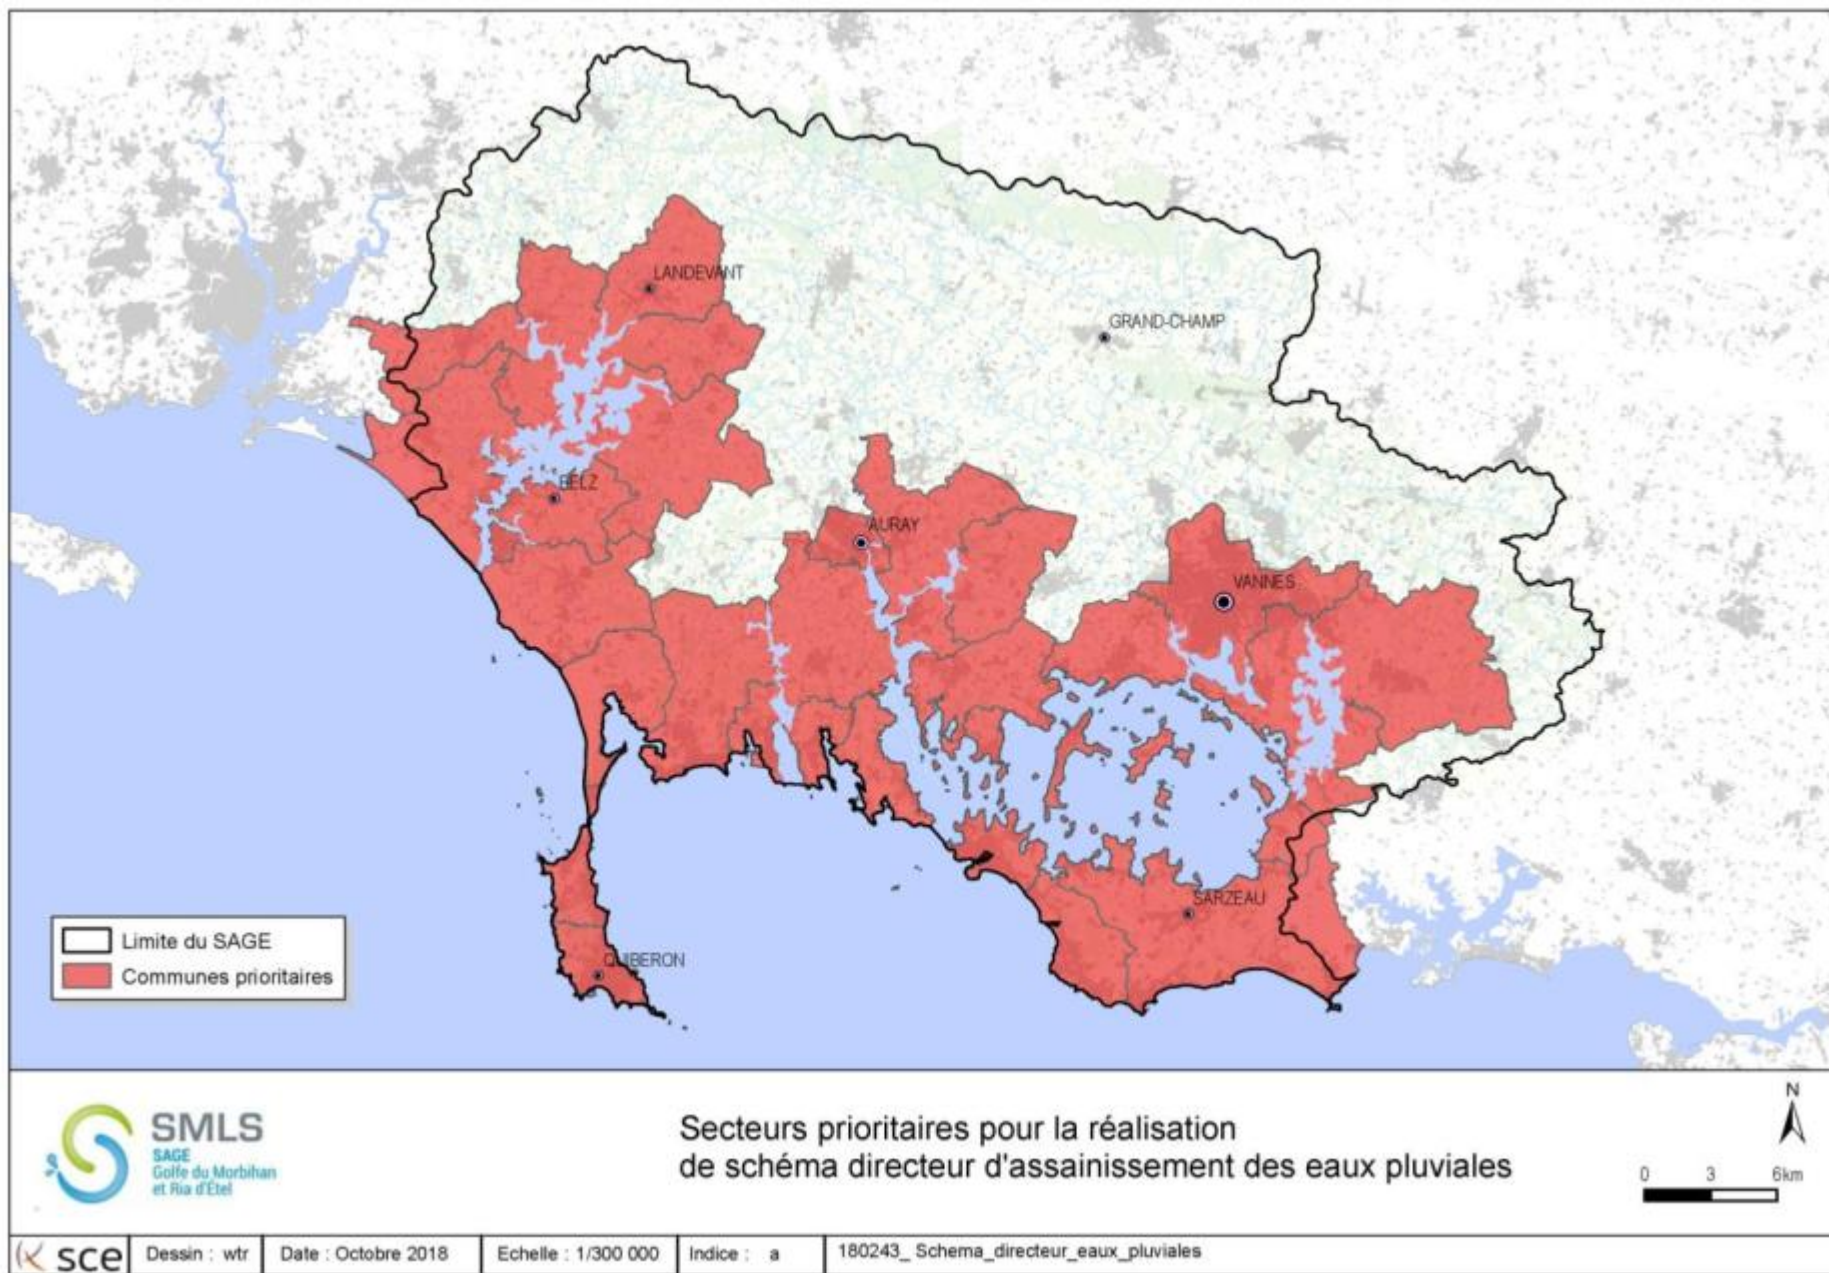 LANDEVANT
GRAND-CHAMP
BELZ
AURAY
VANNES
SARZEAU
QUIBERON
Limite du SAGE
Communes prioritaires
SMLS
SAGE
Golfe du Morbihan
et Ria d'Étel
Secteurs prioritaires pour la réalisation
de schéma directeur d'assainissement des eaux pluviales
N
0 3 6km
sce
Dessin : wtr
Date : Octobre 2018
Echelle : 1/300 000
Indice : a
180243_ Schema_directeur_eaux_pluviales